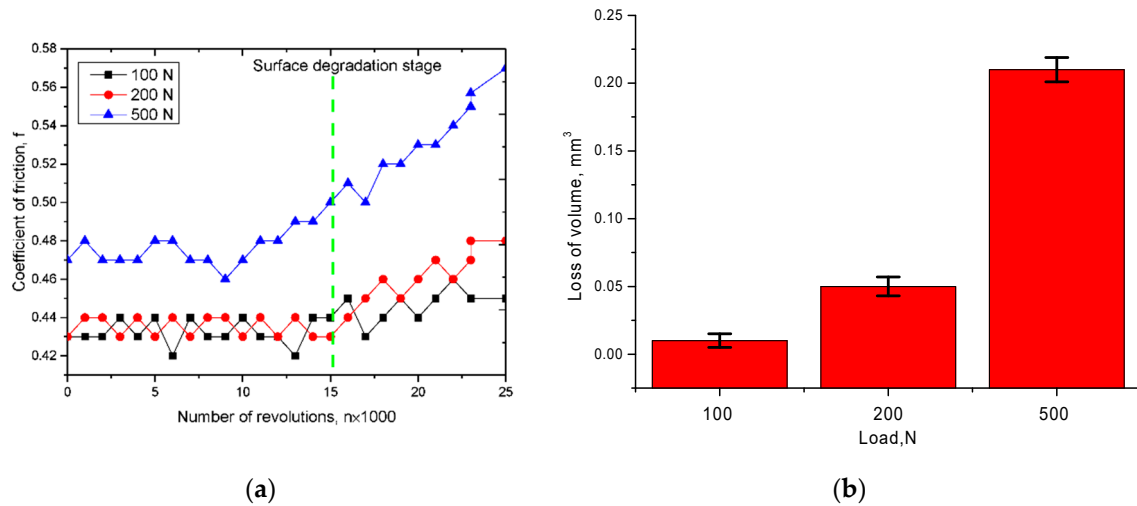 0.58
0.56
0.54
0.52
0.50
0.48
0.46
0.44
0.42
Coefficient of friction, f
100 N
200 N
500 N
Surface degradation stage
0 5 10 15 20 25
Number of revolutions, n×1000
(a)
0.25
0.20
0.15
0.10
0.05
0.00
Loss of volume, mm³
100 200 500
Load,N
(b)